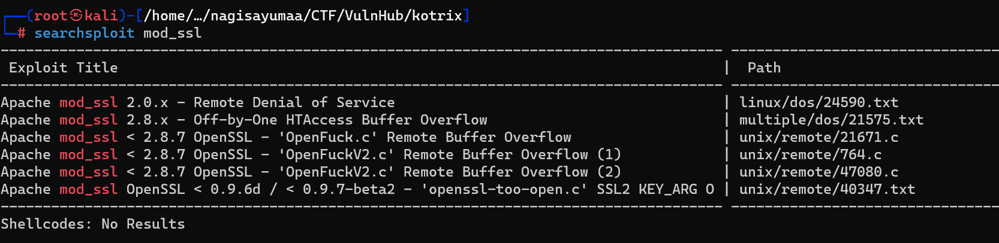 ┌──(root㉿kali)-[/home/…/nagisayumaa/CTF/VulnHub/kotrix]
└─# searchsploit mod_ssl
Exploit Title | Path
Apache mod_ssl 2.0.x - Remote Denial of Service | linux/dos/24590.txt
Apache mod_ssl 2.8.x - Off-by-One HTAccess Buffer Overflow | multiple/dos/21575.txt
Apache mod_ssl < 2.8.7 OpenSSL - 'OpenFuck.c' Remote Buffer Overflow | unix/remote/21671.c
Apache mod_ssl < 2.8.7 OpenSSL - 'OpenFuckV2.c' Remote Buffer Overflow (1) | unix/remote/764.c
Apache mod_ssl < 2.8.7 OpenSSL - 'OpenFuckV2.c' Remote Buffer Overflow (2) | unix/remote/47080.c
Apache mod_ssl OpenSSL < 0.9.6d / < 0.9.7-beta2 - 'openssl-too-open.c' SSL2 KEY_ARG O | unix/remote/40347.txt
Shellcodes: No Results